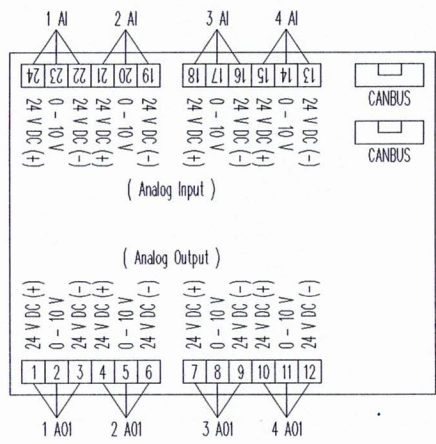 1 AI 2 AI 3 AI 4 AI
24 23 22 21 20 19 18 17 16 15 14 13
24 V DC (+) 0 - 10 V 24 V DC (-) 24 V DC (+) 0 - 10 V 24 V DC (-) 24 V DC (+) 0 - 10 V 24 V DC (-) 24 V DC (+) 0 - 10 V 24 V DC (-)
CANBUS
CANBUS
( Analog Input )
( Analog Output )
24 V DC (+) 0 - 10 V 24 V DC (-) 24 V DC (+) 0 - 10 V 24 V DC (-) 24 V DC (+) 0 - 10 V 24 V DC (-) 24 V DC (+) 0 - 10 V 24 V DC (-)
1 2 3 4 5 6 7 8 9 10 11 12
1 A01 2 A01 3 A01 4 A01